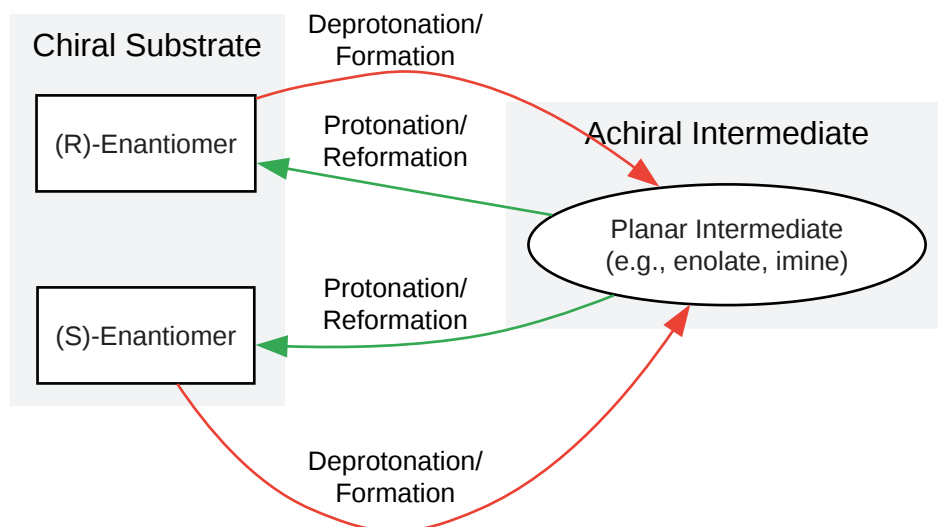 Chiral Substrate
(R)-Enantiomer
(S)-Enantiomer
Deprotonation/
Formation
Protonation/
Reformation
Protonation/
Reformation
Deprotonation/
Formation
Achiral Intermediate
Planar Intermediate
(e.g., enolate, imine)